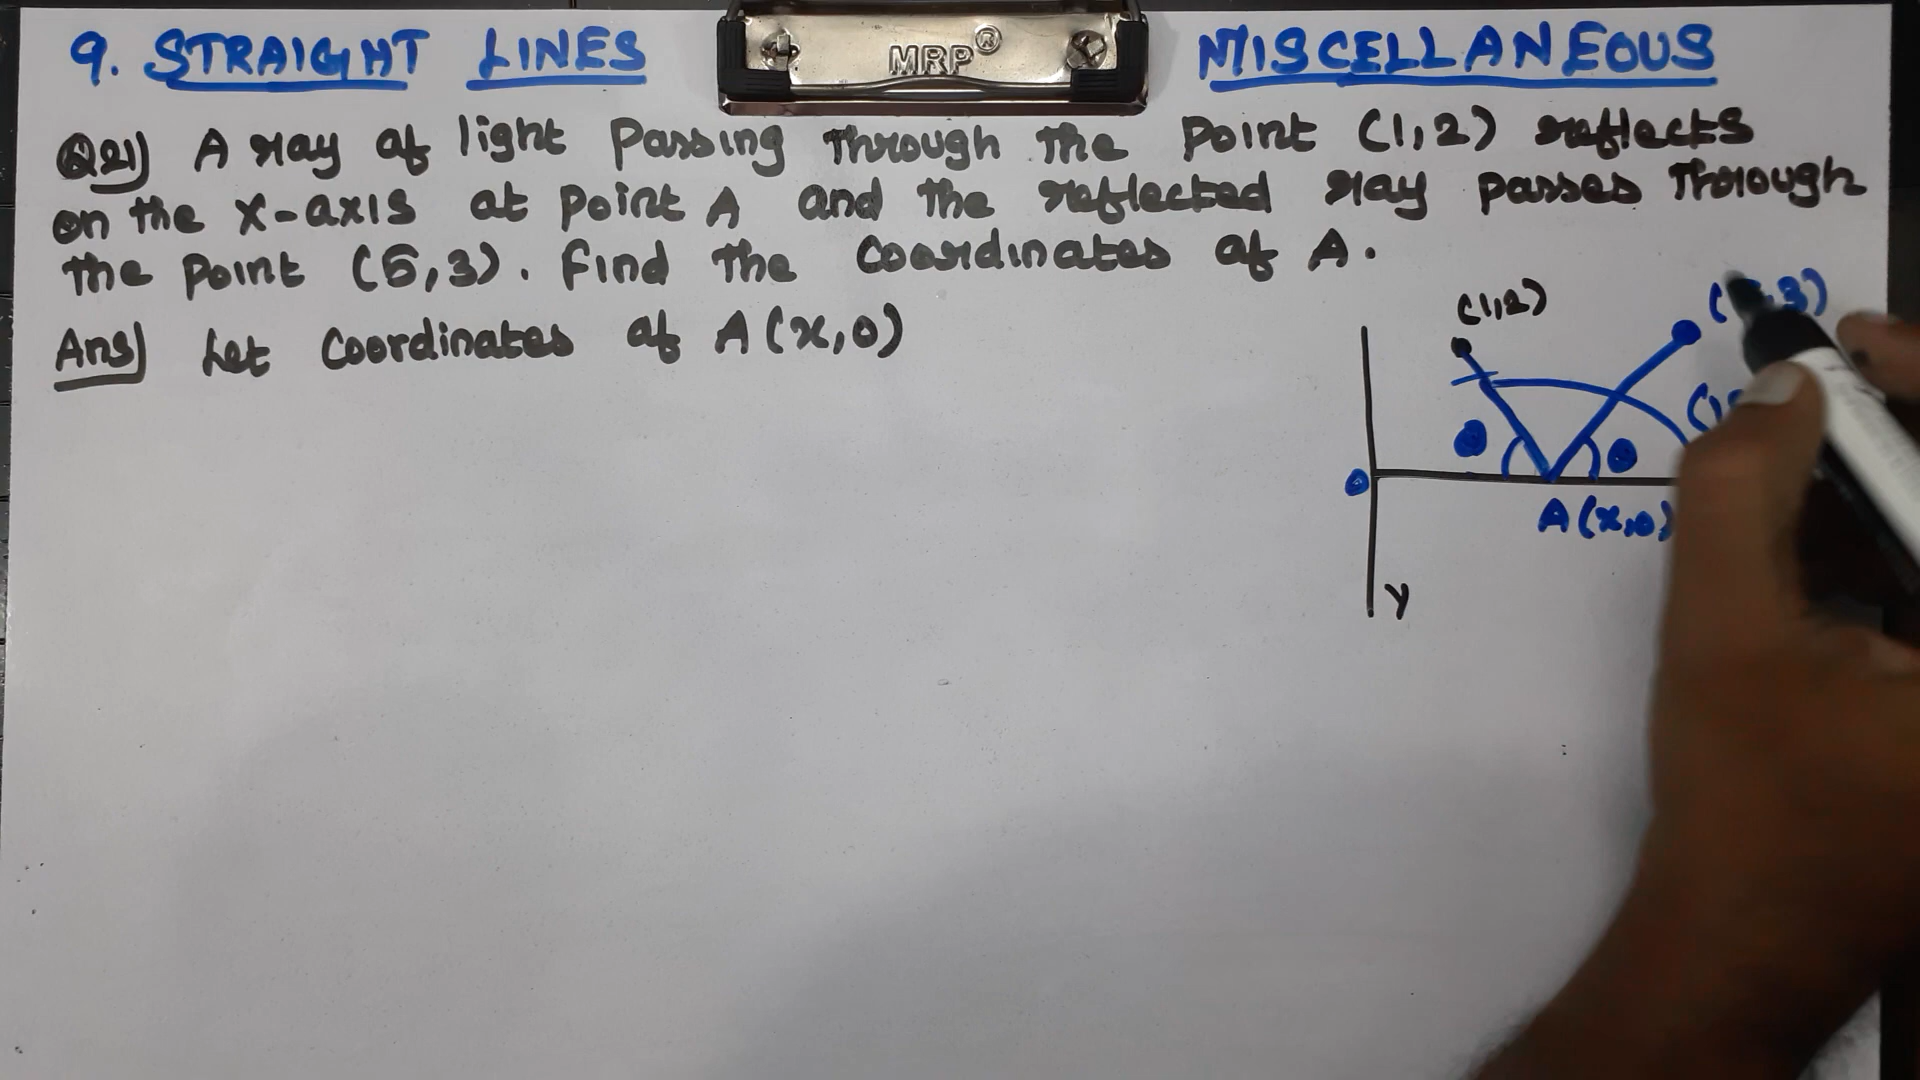 9. STRAIGHT LINES
MRP®
MISCELLANEOUS
Q21) A ray of light Passing Through The Point (1,2) reflects
on the x-axis at point A and the reflected ray passes Through
the Point (5,3). Find The Coordinates of A.
Ans) Let Coordinates of A(x,0)
(1,2)
3)
θ
θ
0
A(x,0)
Y